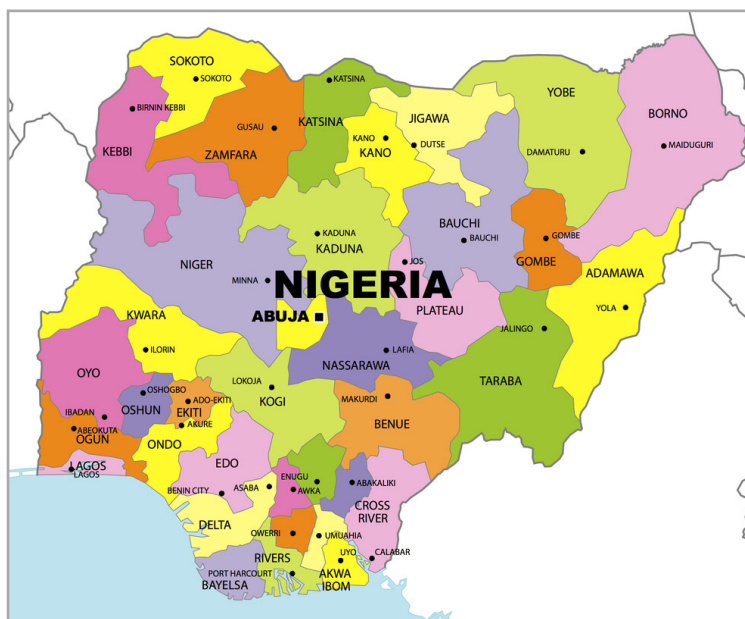 SOKOTO
SOKOTO
KATSINA
YOBE
BIRNIN KEBBI
JIGAWA
BORNO
GUSAU
KATSINA
KANO
DUTSE
KEBBI
ZAMFARA
KANO
DAMATURU
MAIDUGURI
BAUCHI
KADUNA
KADUNA
BAUCHI
GOMBE
NIGER
JOS
GOMBE
MINNA
NIGERIA
ADAMAWA
KWARA
ABUJA
PLATEAU
YOLA
JALINGO
ILORIN
LAFIA
OYO
NASSARAWA
TARABA
OSHOGBO
LOKOJA
KOGI
MAKURDI
OSHUN
EKITI
ADO-EKITI
IBADAN
BENUE
ABEOKUTA
OGUN
AKURE
ONDO
LAGOS
LAGOS
EDO
ENUGU
ABAKALIKI
BENIN CITY
ASABA
AWKA
CROSS
RIVER
DELTA
OWERRI
UMUAHIA
RIVERS
UYO
CALABAR
PORT HARCOURT
AKWA
IBOM
BAYELSA